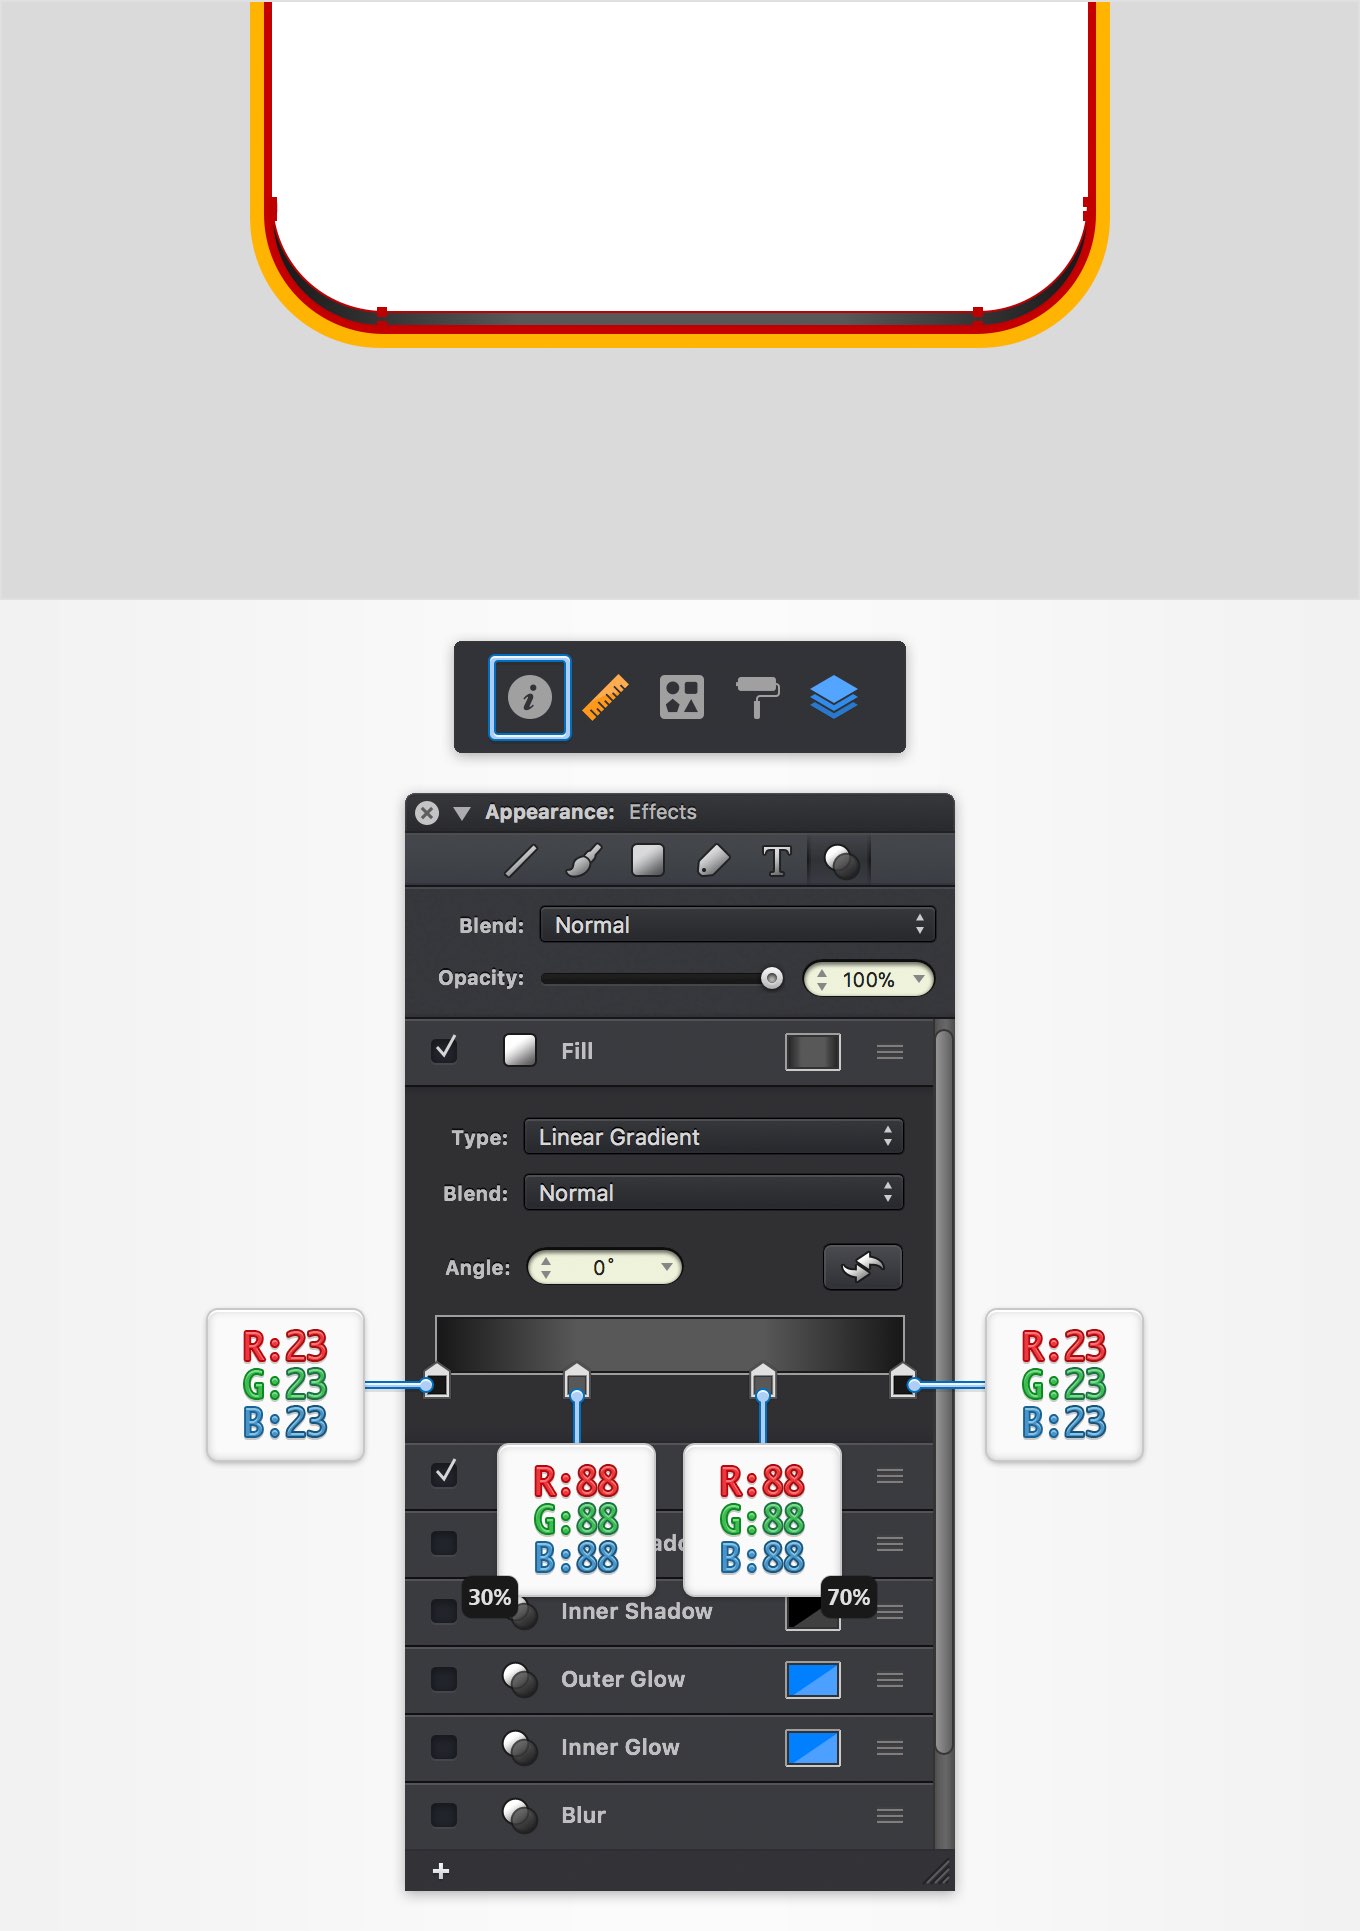 i
Appearance: Effects
T
Blend: Normal
Opacity: 100%
Fill
Type: Linear Gradient
Blend: Normal
Angle: 0°
R:23
G:23
B:23
R:23
G:23
B:23
R:88
G:88
B:88
R:88
G:88
B:88
30%
70%
Inner Shadow
Outer Glow
Inner Glow
Blur
+